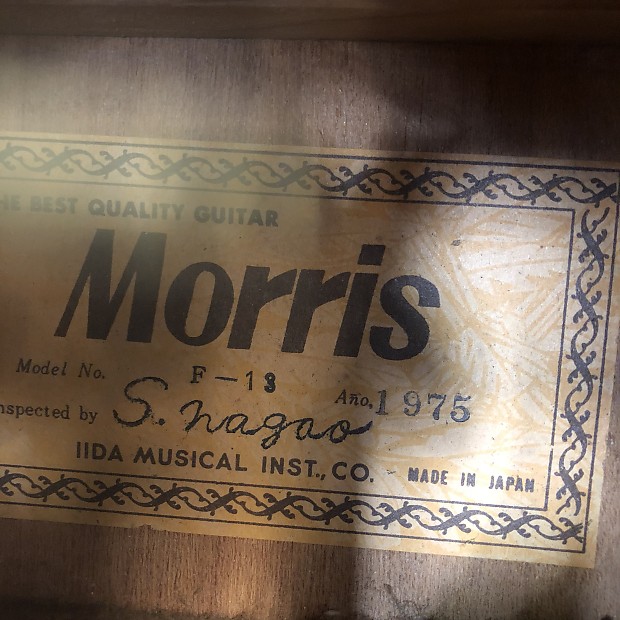 THE BEST QUALITY GUITAR
Morris
Model No. F-13 Año. 1975
Inspected by S. Nagao
IIDA MUSICAL INST., CO. - MADE IN JAPAN